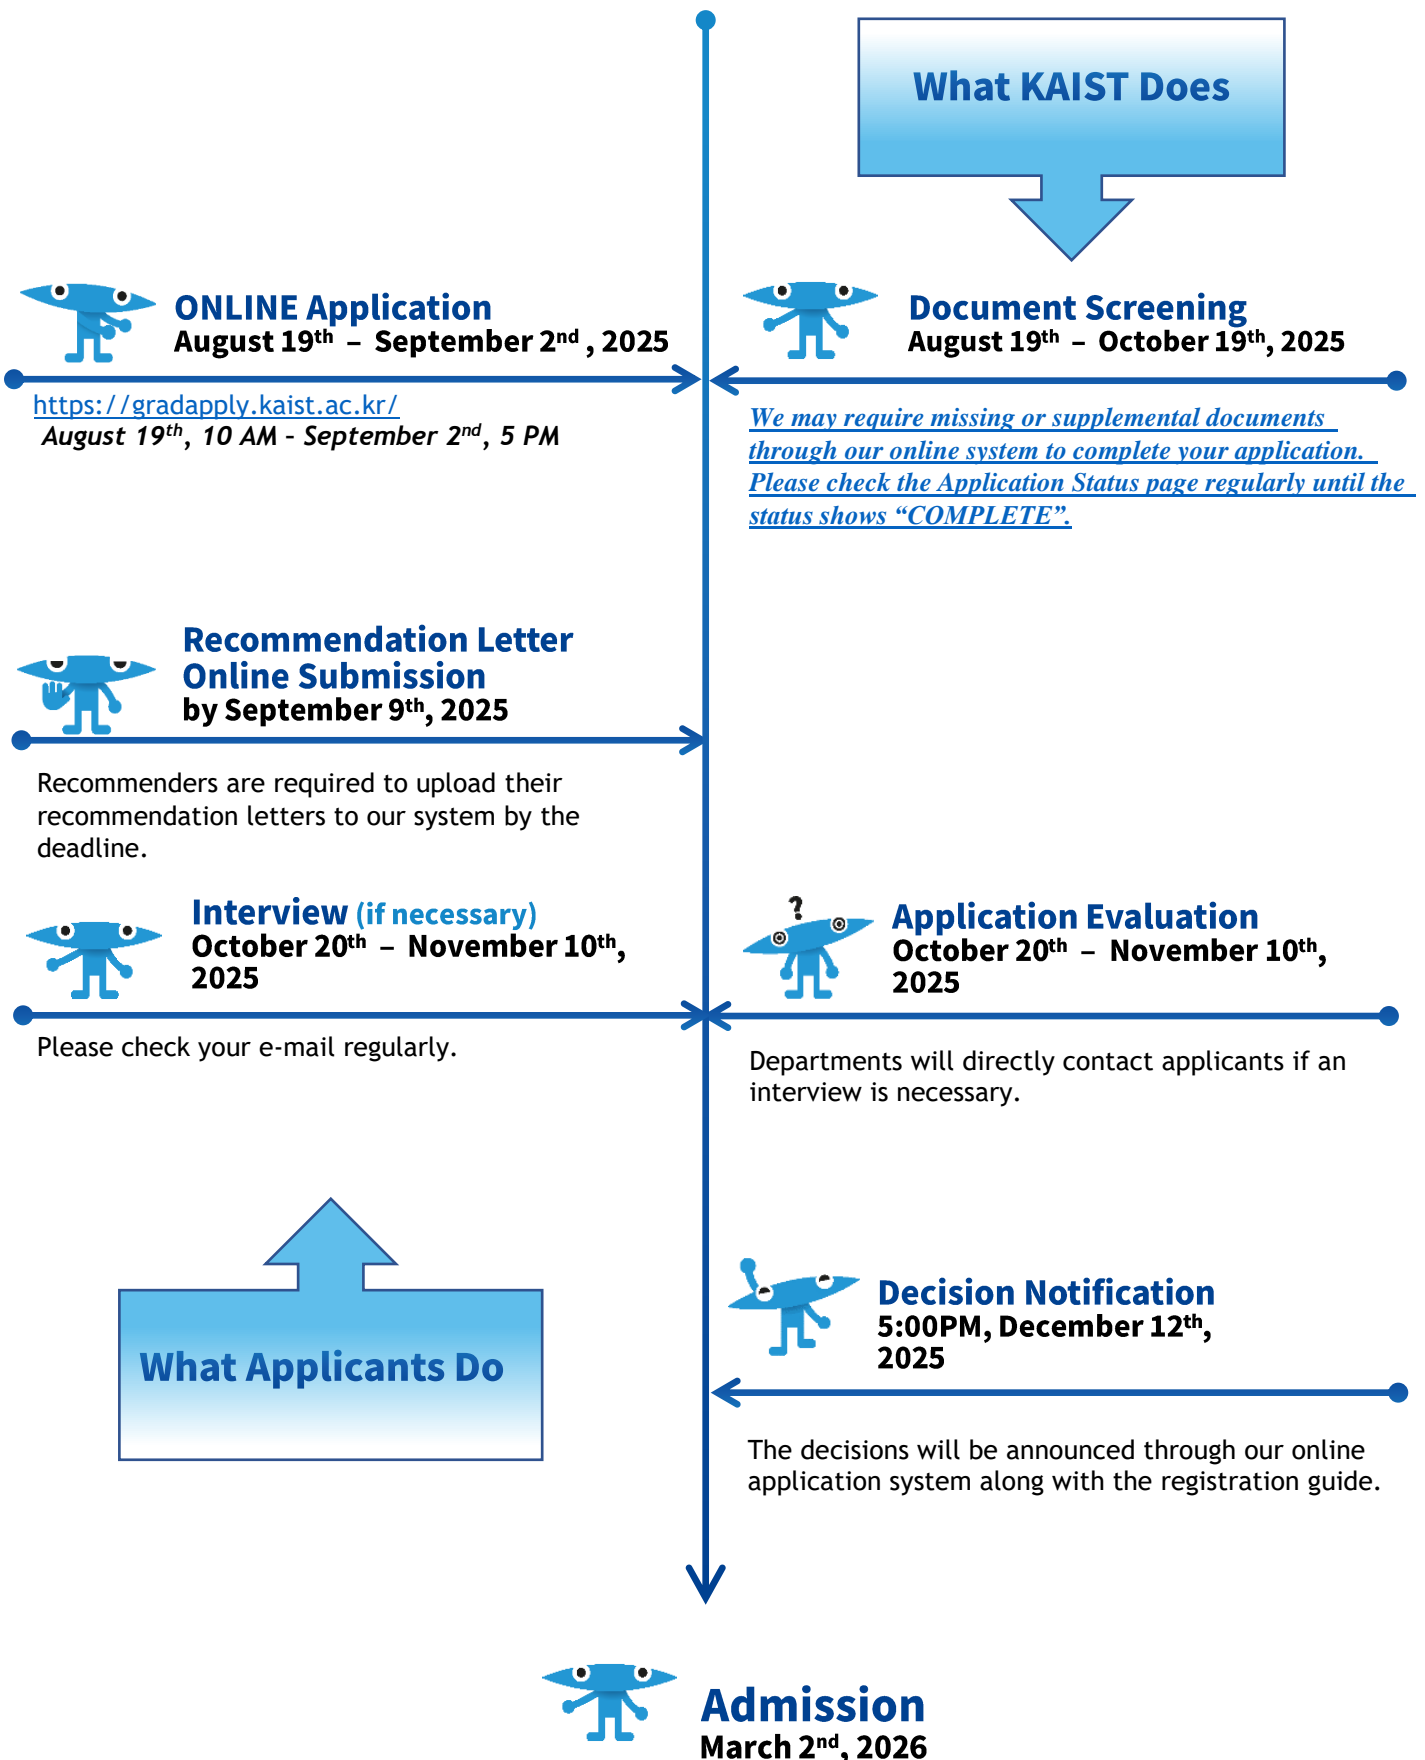 What KAIST Does
ONLINE Application
August 19th – September 2nd , 2025
https://gradapply.kaist.ac.kr/
August 19th, 10 AM – September 2nd, 5 PM
Document Screening
August 19th – October 19th, 2025
We may require missing or supplemental documents
through our online system to complete your application.
Please check the Application Status page regularly until the
status shows “COMPLETE”.
Recommendation Letter
Online Submission
by September 9th, 2025
Recommenders are required to upload their
recommendation letters to our system by the
deadline.
Interview (if necessary)
October 20th – November 10th,
2025
Please check your e-mail regularly.
?
Application Evaluation
October 20th – November 10th,
2025
Departments will directly contact applicants if an
interview is necessary.
What Applicants Do
Decision Notification
5:00PM, December 12th,
2025
The decisions will be announced through our online
application system along with the registration guide.
Admission
March 2nd, 2026